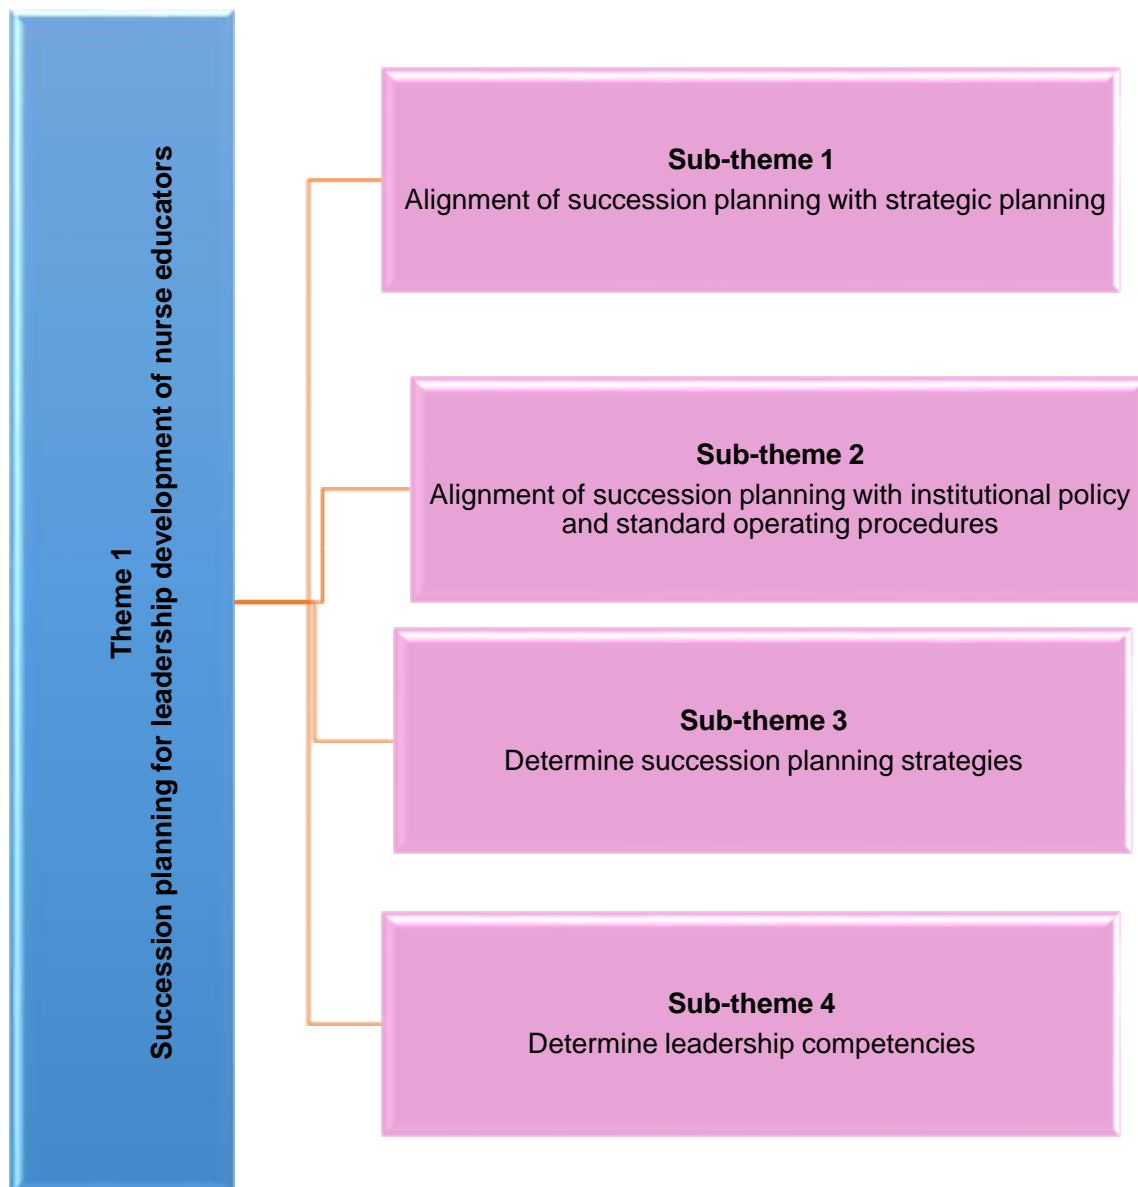 Theme 1
Succession planning for leadership development of nurse educators
Sub-theme 1
Alignment of succession planning with strategic planning
Sub-theme 2
Alignment of succession planning with institutional policy
and standard operating procedures
Sub-theme 3
Determine succession planning strategies
Sub-theme 4
Determine leadership competencies